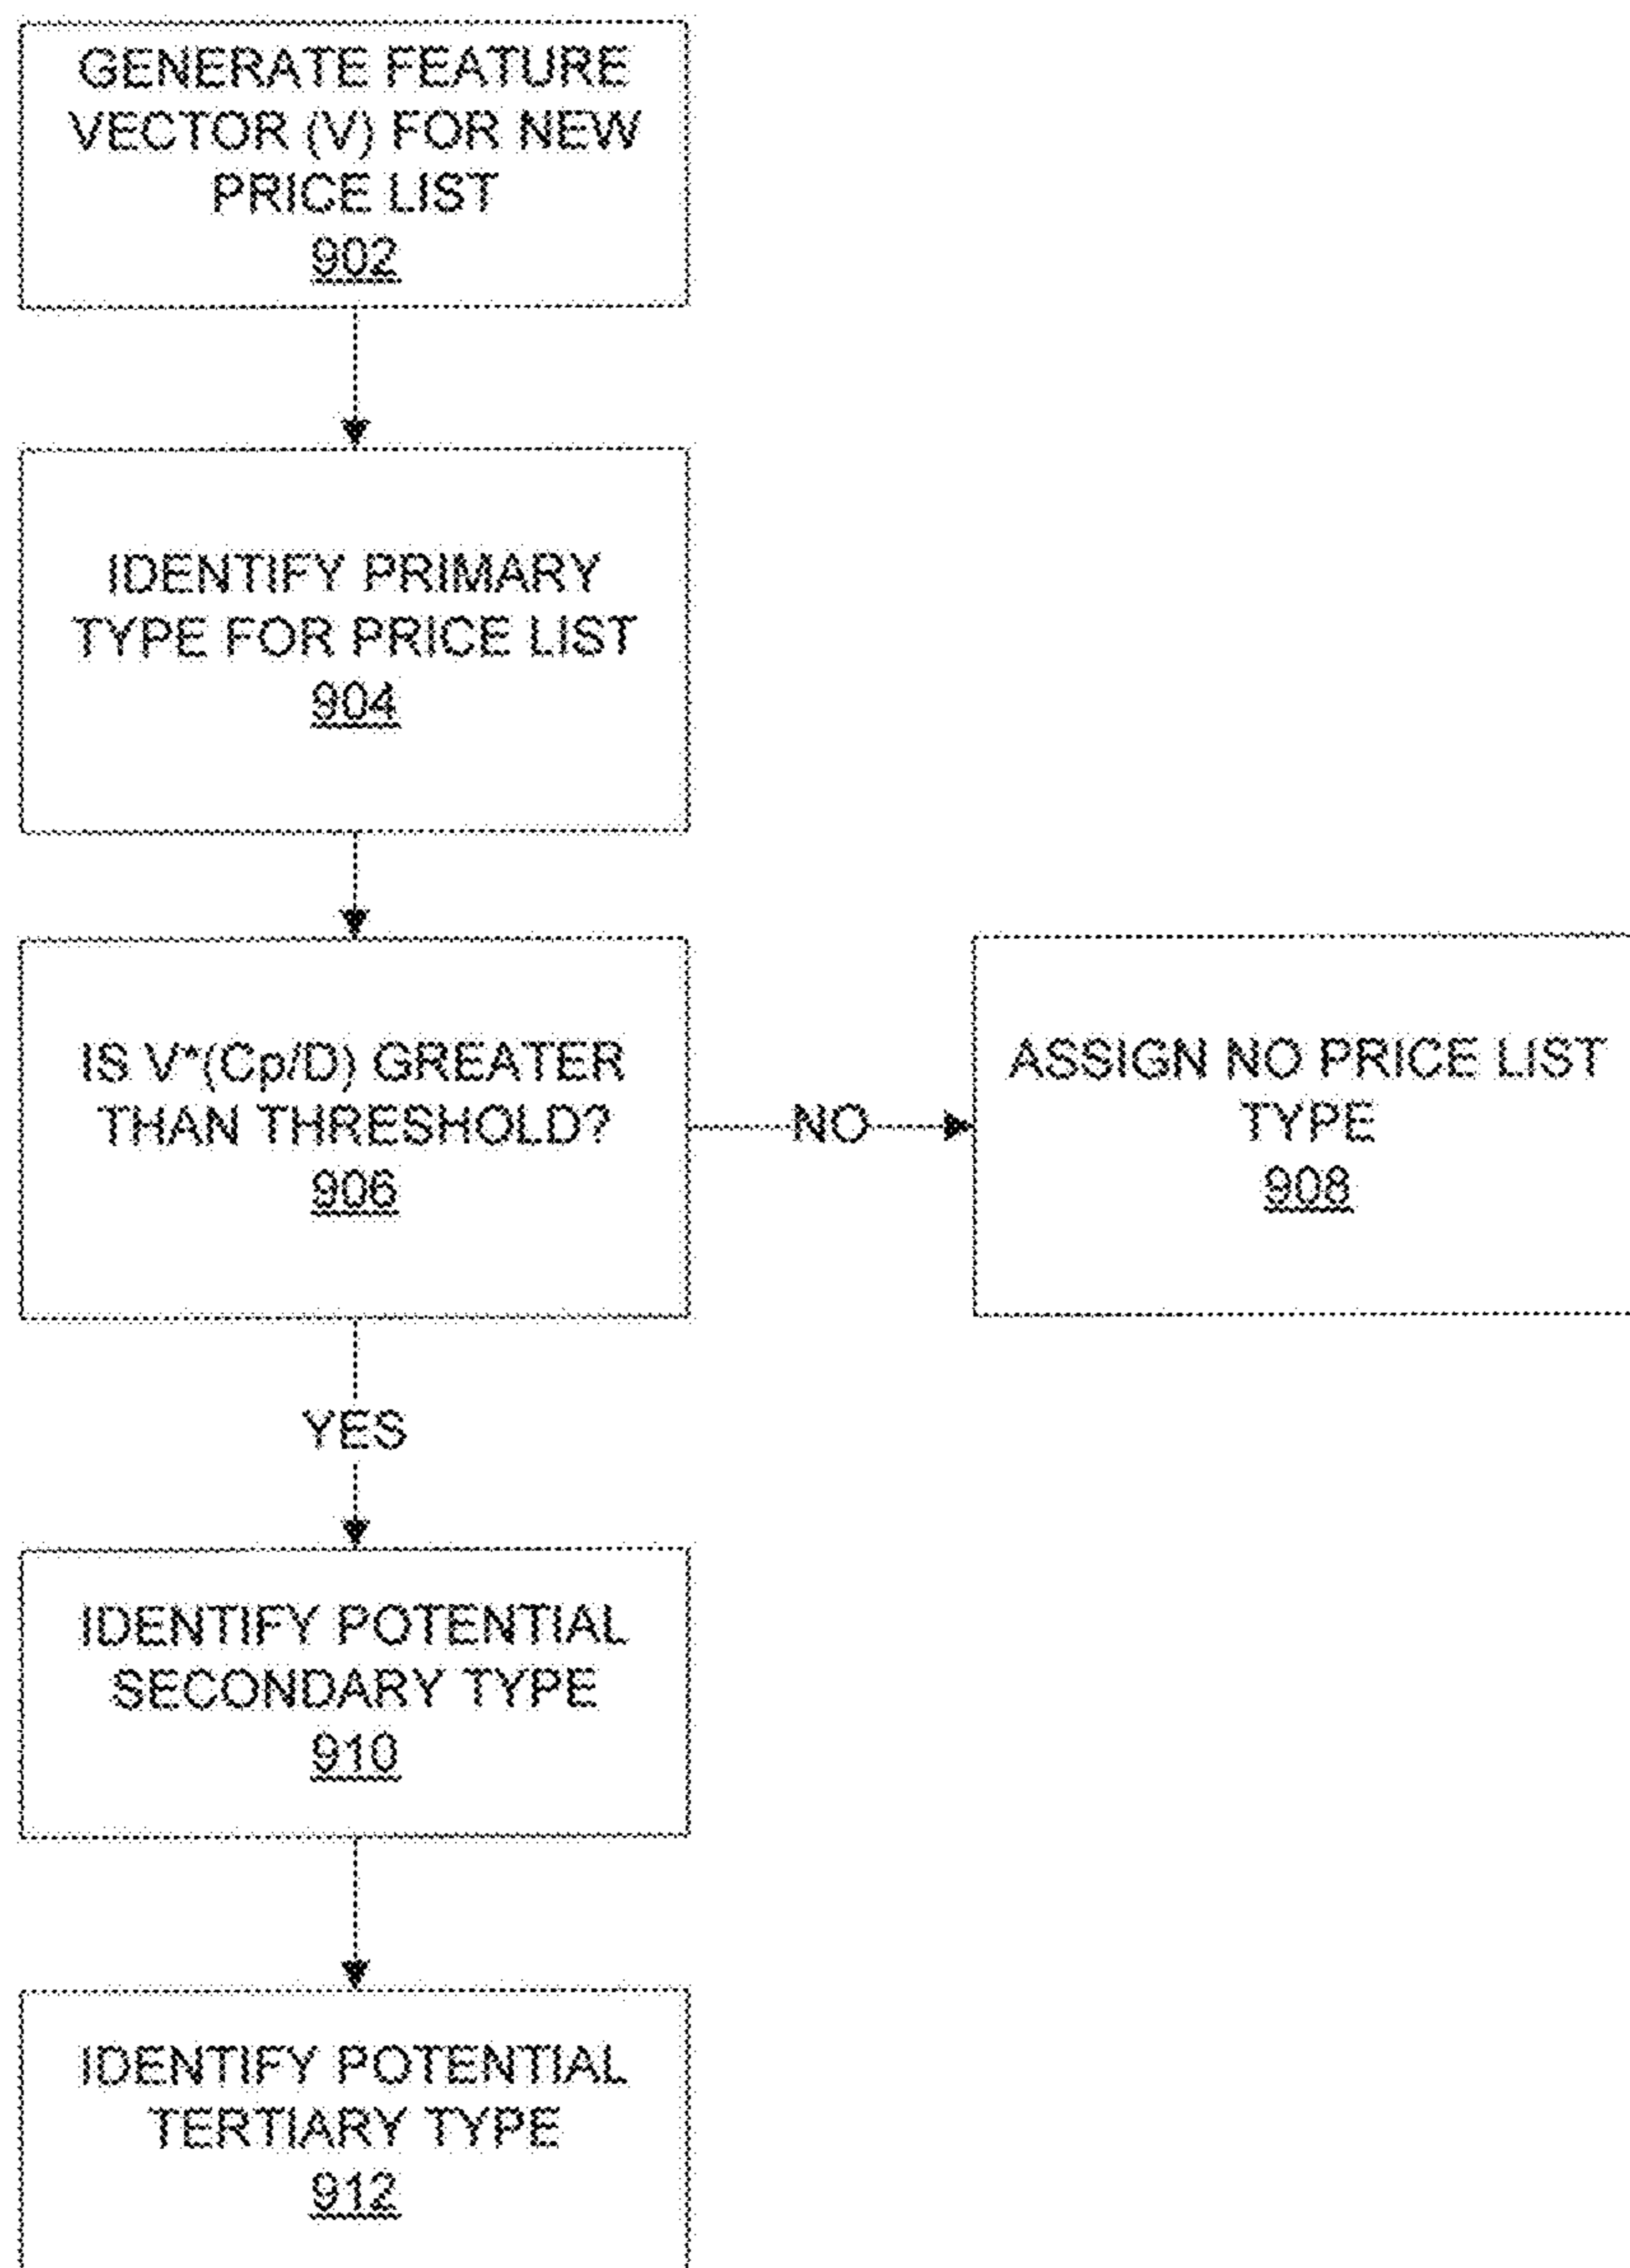 GENERATE FEATURE
VECTOR (V) FOR NEW
PRICE LIST
902
IDENTIFY PRIMARY
TYPE FOR PRICE LIST
904
IS V*(Cp/D) GREATER
THAN THRESHOLD?
906
NO
ASSIGN NO PRICE LIST
TYPE
908
YES
IDENTIFY POTENTIAL
SECONDARY TYPE
910
IDENTIFY POTENTIAL
TERTIARY TYPE
912